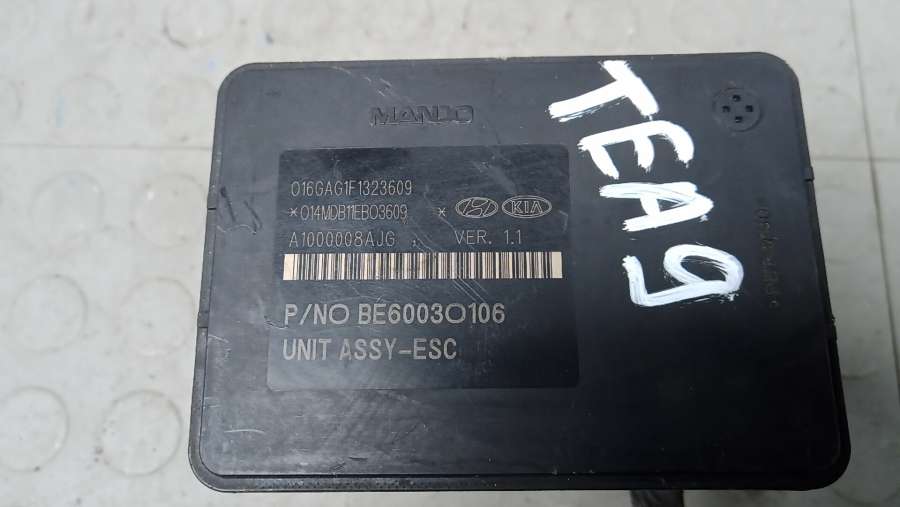 MANDO
016GAG1F1323609
*014MDB11EB03609 *
KIA
A1000008AJG VER. 1.1
P/NO BE60030106
UNIT ASSY-ESC
TEA9